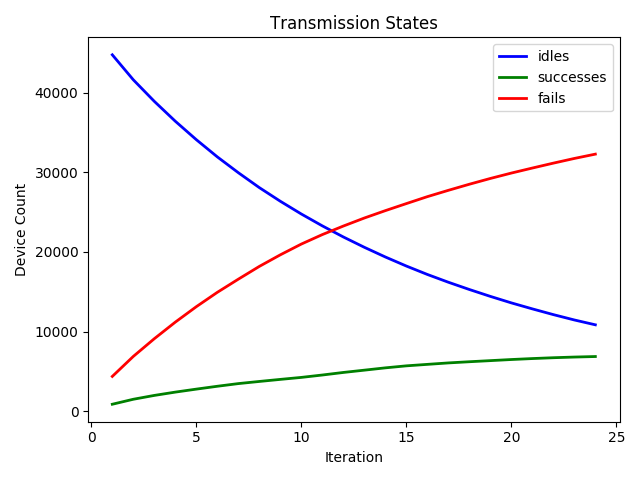 Transmission States
idles
successes
fails
Device Count
40000
30000
20000
10000
0
0 5 10 15 20 25
Iteration